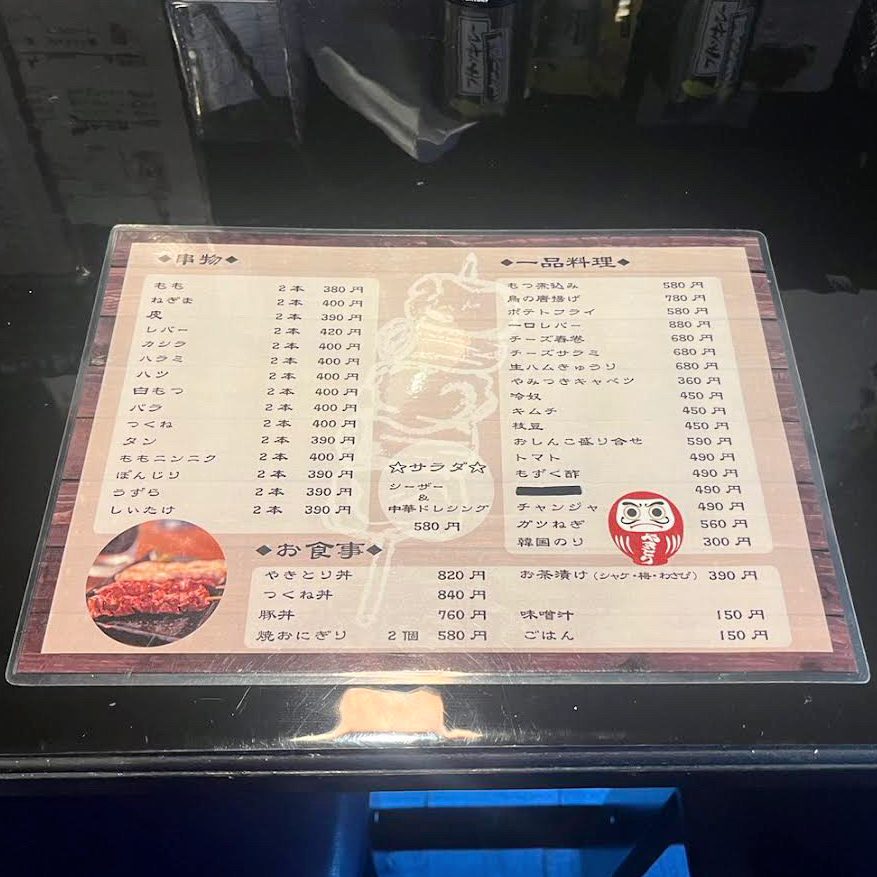 ◆串物◆
もも 2本 380円
ねぎま 2本 400円
皮 2本 390円
レバー 2本 420円
カシラ 2本 400円
ハラミ 2本 400円
ハツ 2本 400円
白もつ 2本 400円
バラ 2本 400円
つくね 2本 400円
タン 2本 390円
ももニンニク 2本 400円
ぼんじり 2本 390円
うずら 2本 390円
しいたけ 2本 390円
☆サラダ☆
シーザー
&
中華ドレシング
580円
◆一品料理◆
もつ煮込み 580円
鳥の唐揚げ 780円
ポテトフライ 580円
一口レバー 880円
チーズ春巻 680円
チーズサラミ 680円
生ハムきゅうり 680円
やみつきキャベツ 360円
冷奴 450円
キムチ 450円
枝豆 450円
おしんこ盛り合せ 590円
トマト 490円
もずく酢 490円
490円
チャンジャ 490円
ガツねぎ 560円
韓国のり 300円
◆お食事◆
やきとり丼 820円
つくね丼 840円
豚丼 760円
焼おにぎり 2個 580円
お茶漬け(シャケ・梅・わさび) 390円
味噌汁 150円
ごはん 150円